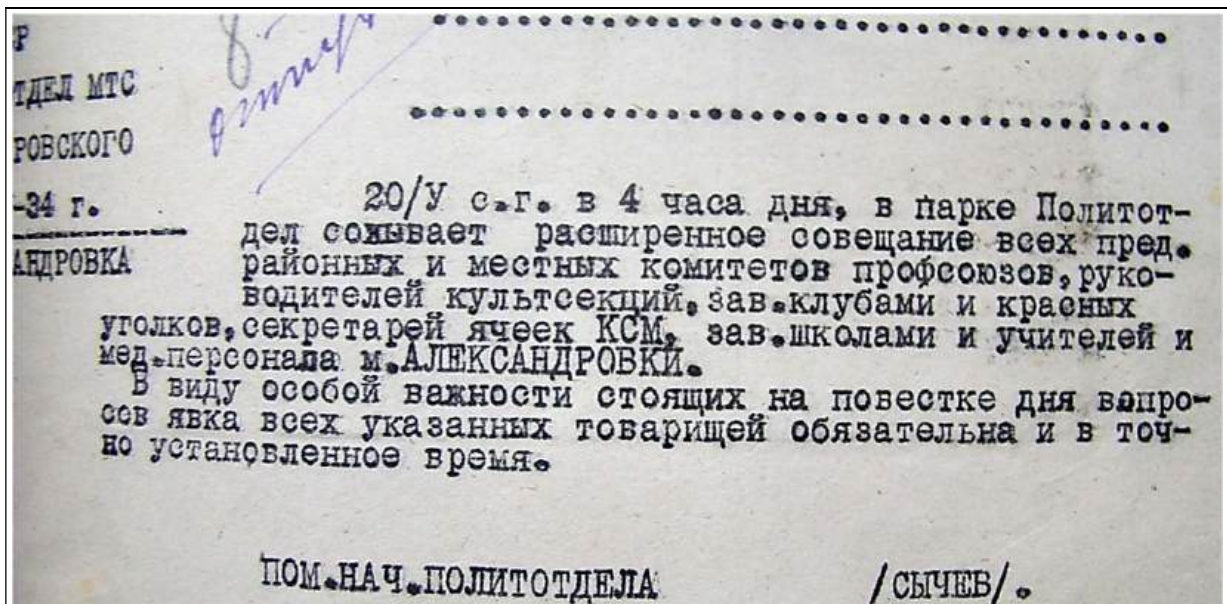 8
Р
ТДЕЛ МТС
РОВСКОГО
-34 г.
АНДРОВКА
20/У с.г. в 4 часа дня, в парке Политот-
дел созывает расширенное совещание всех пред.
районных и местных комитетов профсоюзов,руко-
водителей культсекций,зав.клубами и красных
уголков,секретарей ячеек КСМ, зав.школами и учителей и
мед.персонала м.АЛЕКСАНДРОВКИ.
В виду особой важности стоящих на повестке дня вопро-
сов явка всех указанных товарищей обязательна и в точ-
но установленное время.
ПОМ.НАЧ.ПОЛИТОТДЕЛА /СЫЧЕВ/.